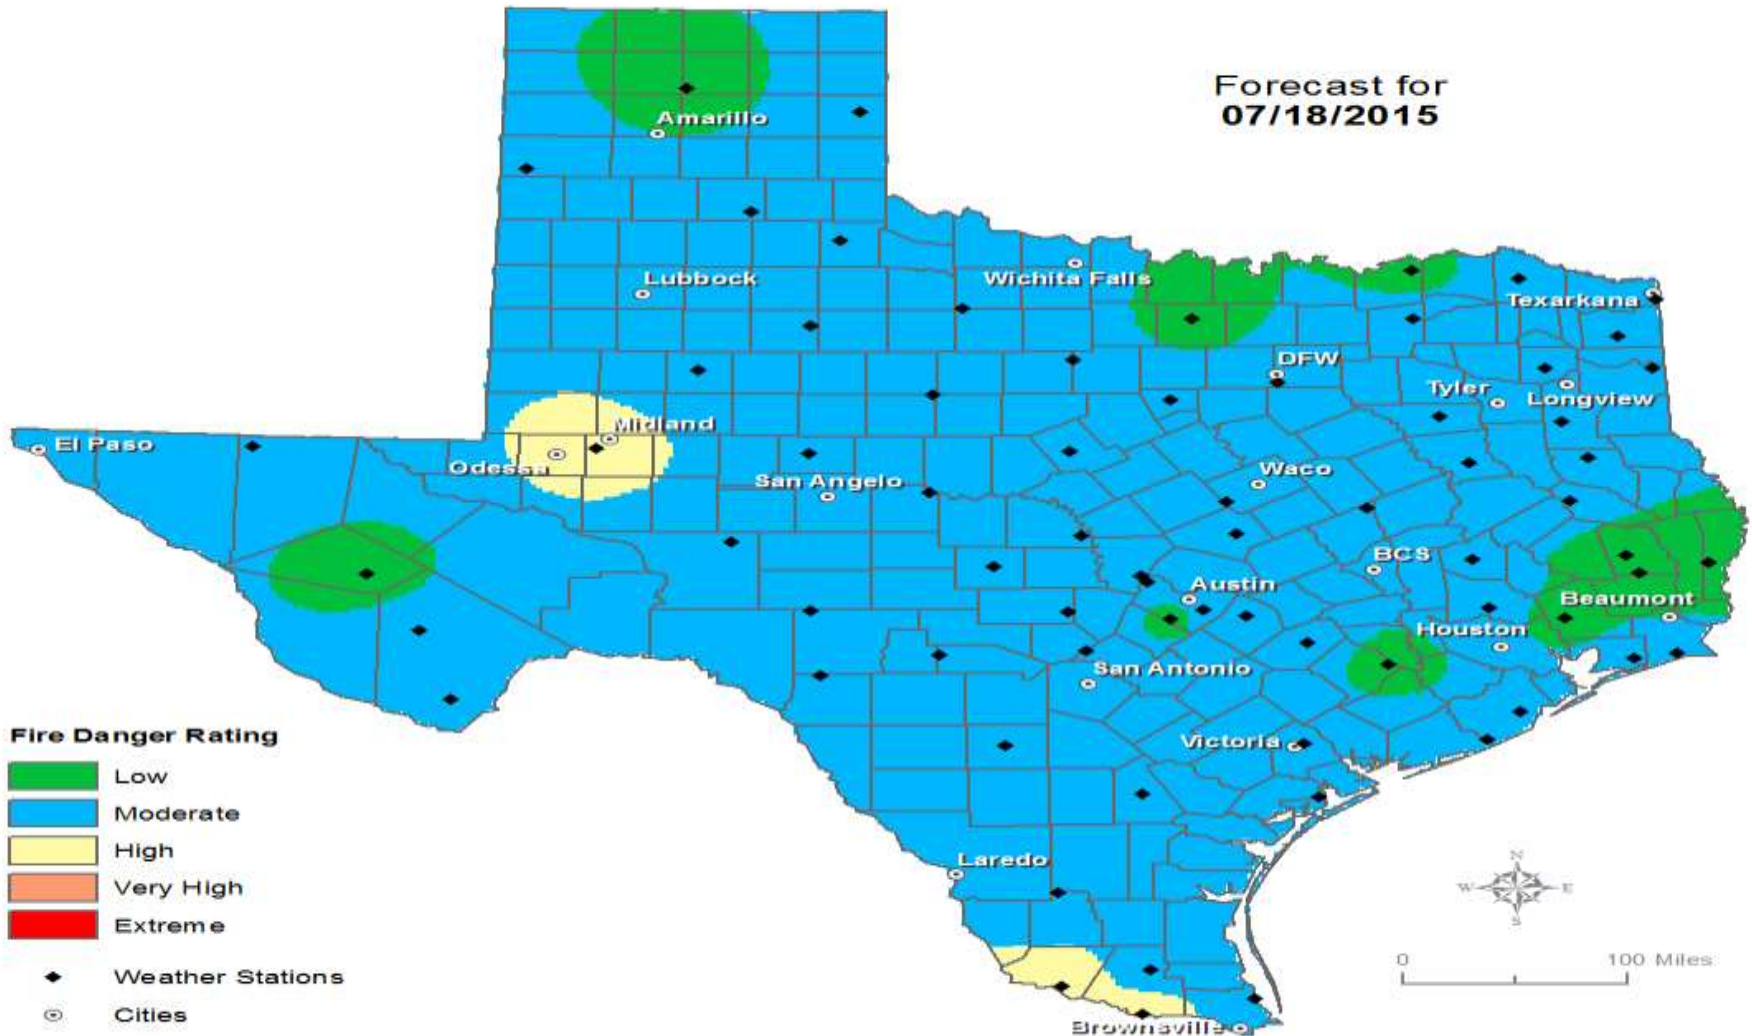 Forecast for
07/18/2015
Amarillo
Lubbock
Wichita Falls
Texarkana
DFW
Tyler
Longview
El Paso
Midland
Odessa
San Angelo
Waco
BCS
Austin
Beaumont
Houston
San Antonio
Victoria
Laredo
Brownsville
Fire Danger Rating
Low
Moderate
High
Very High
Extreme
Weather Stations
Cities
N
W E
S
0 100 Miles